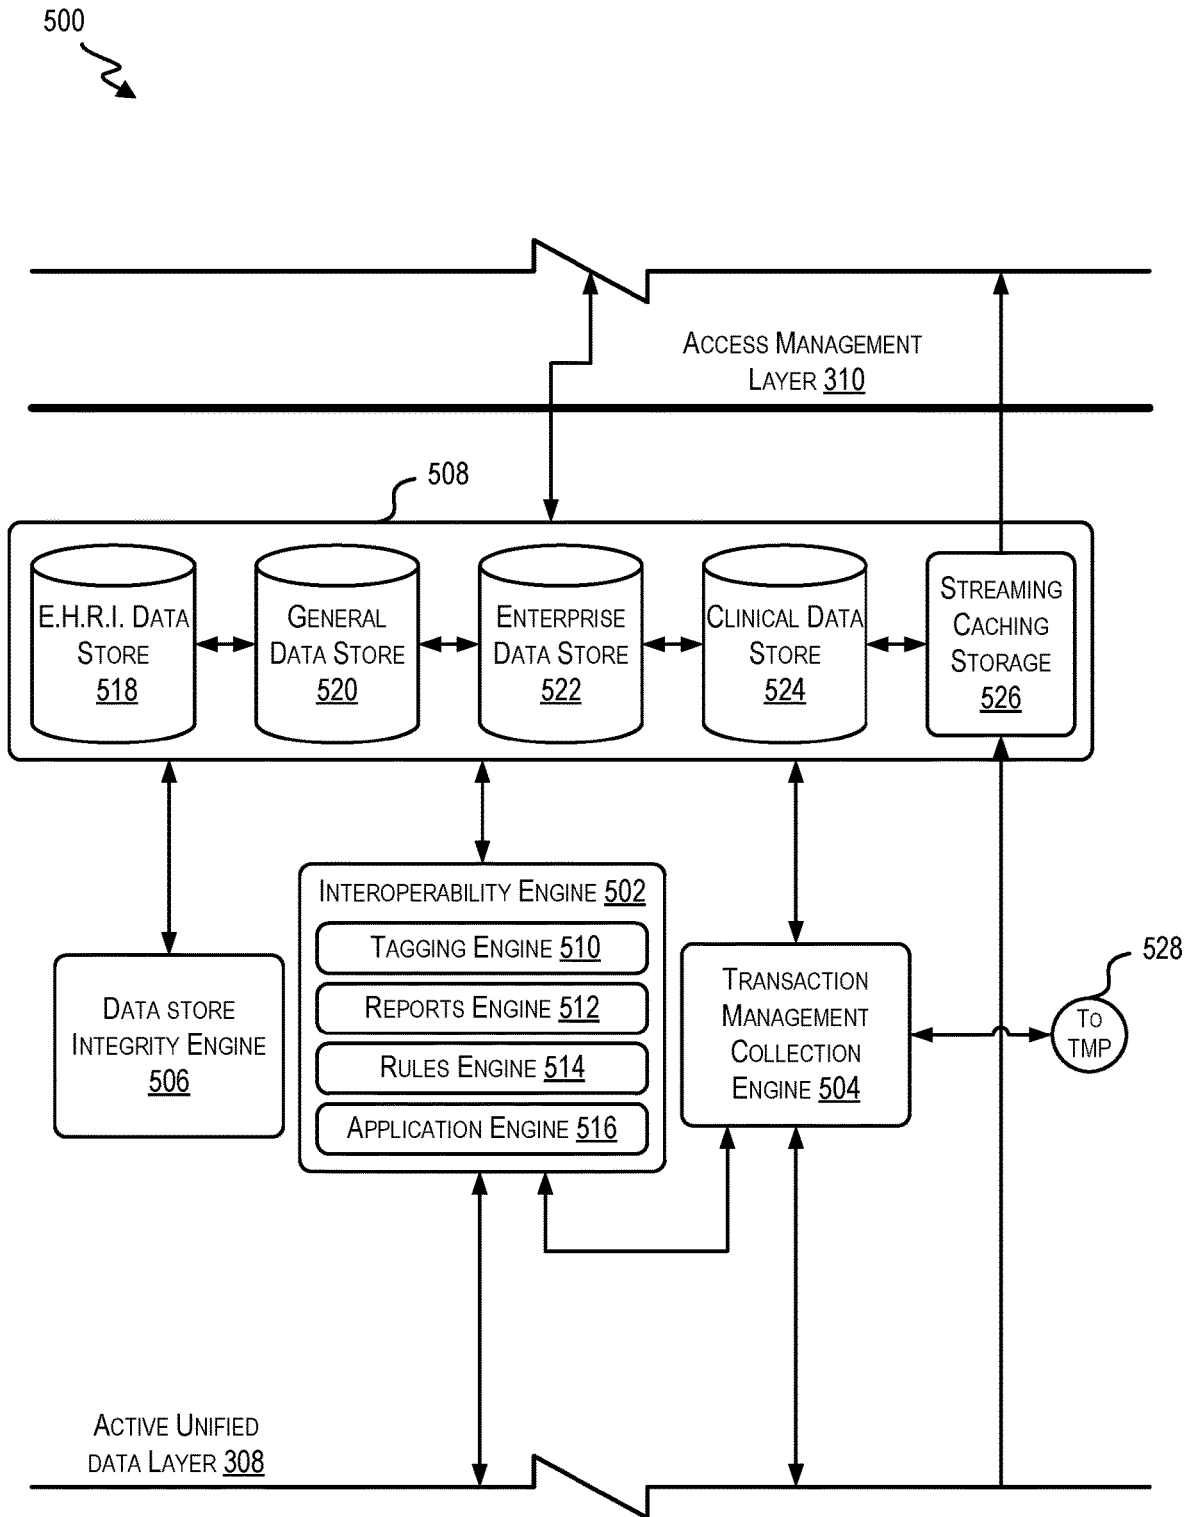 500
ACCESS MANAGEMENT
LAYER 310
508
E.H.R.I. DATA
STORE
518
GENERAL
DATA STORE
520
ENTERPRISE
DATA STORE
522
CLINICAL DATA
STORE
524
STREAMING
CACHING
STORAGE
526
INTEROPERABILITY ENGINE 502
TAGGING ENGINE 510
REPORTS ENGINE 512
RULES ENGINE 514
APPLICATION ENGINE 516
DATA STORE
INTEGRITY ENGINE
506
TRANSACTION
MANAGEMENT
COLLECTION
ENGINE 504
528
TO
TMP
ACTIVE UNIFIED
DATA LAYER 308